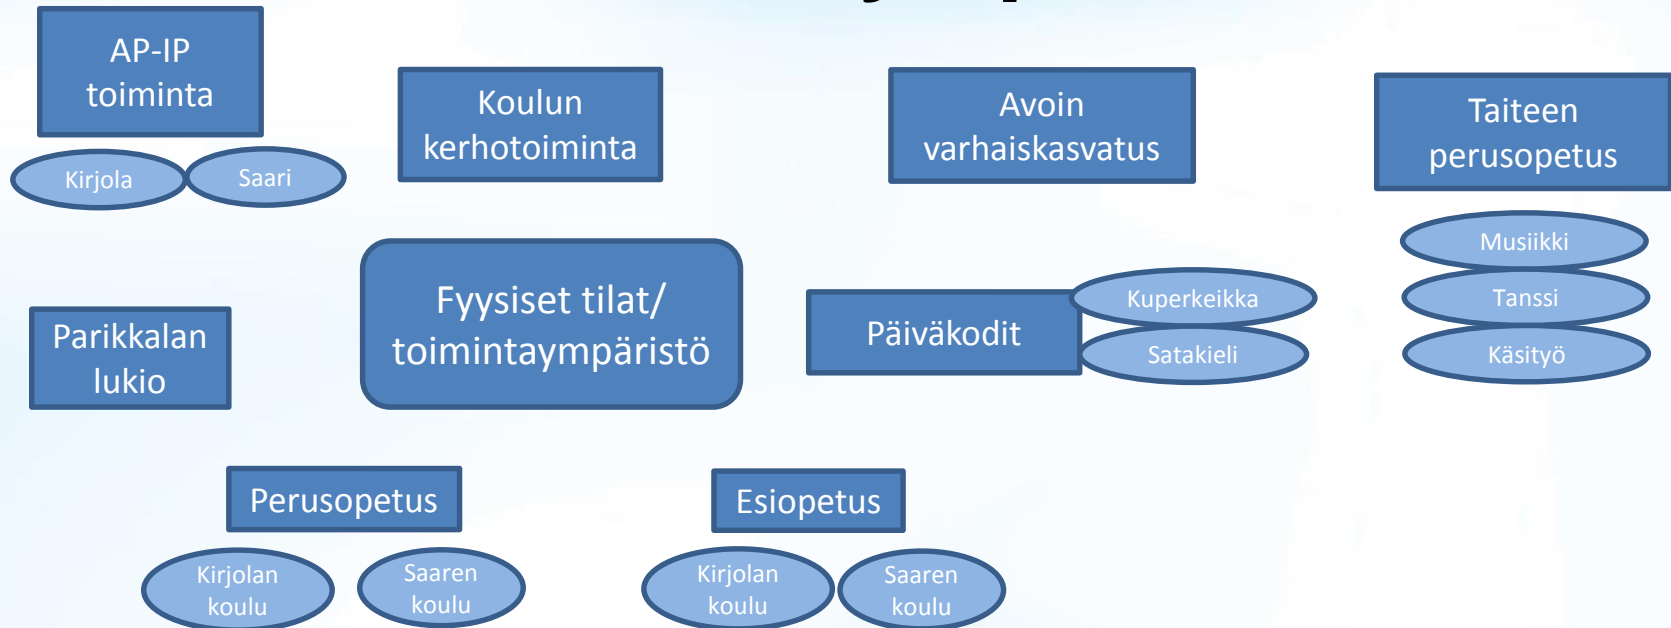 AP-IP
toiminta
Kirjola
Saari
Koulun
kerhotoiminta
Avoin
varhaiskasvatus
Taiteen
perusopetus
Musiikki
Tanssi
Käsityö
Parikkalan
lukio
Fyysiset tilat/
toimintaympäristö
Päiväkodit
Kuperkeikka
Satakieli
Perusopetus
Kirjolan
koulu
Saaren
koulu
Esiopetus
Kirjolan
koulu
Saaren
koulu